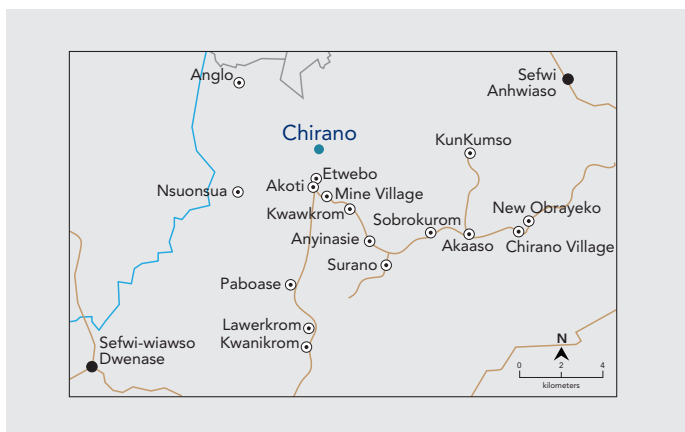 Anglo
Sefwi
Anhwiaso
Chirano
KunKumso
Etwebo
Akoti
Mine Village
Nsuonsua
Kwawkrom
New Obrayeko
Sobrokurom
Anyinasie
Akaaso
Chirano Village
Surano
Paboase
Lawerkrom
Kwanikrom
Sefwi-wiawso
Dwenase
N
0 2 4
kilometers